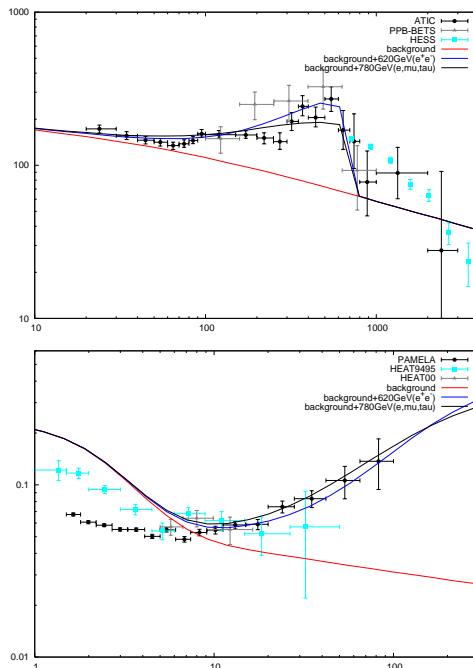 1000
100
10
10
100
1000
ATIC
PPB-BETS
HESS
background
background+620GeV(e+e-)
background+780GeV(e,mu,tau)
0.1
0.01
1
10
100
PAMELA
HEAT9495
HEAT00
background
background+620GeV(e+e-)
background+780GeV(e,mu,tau)